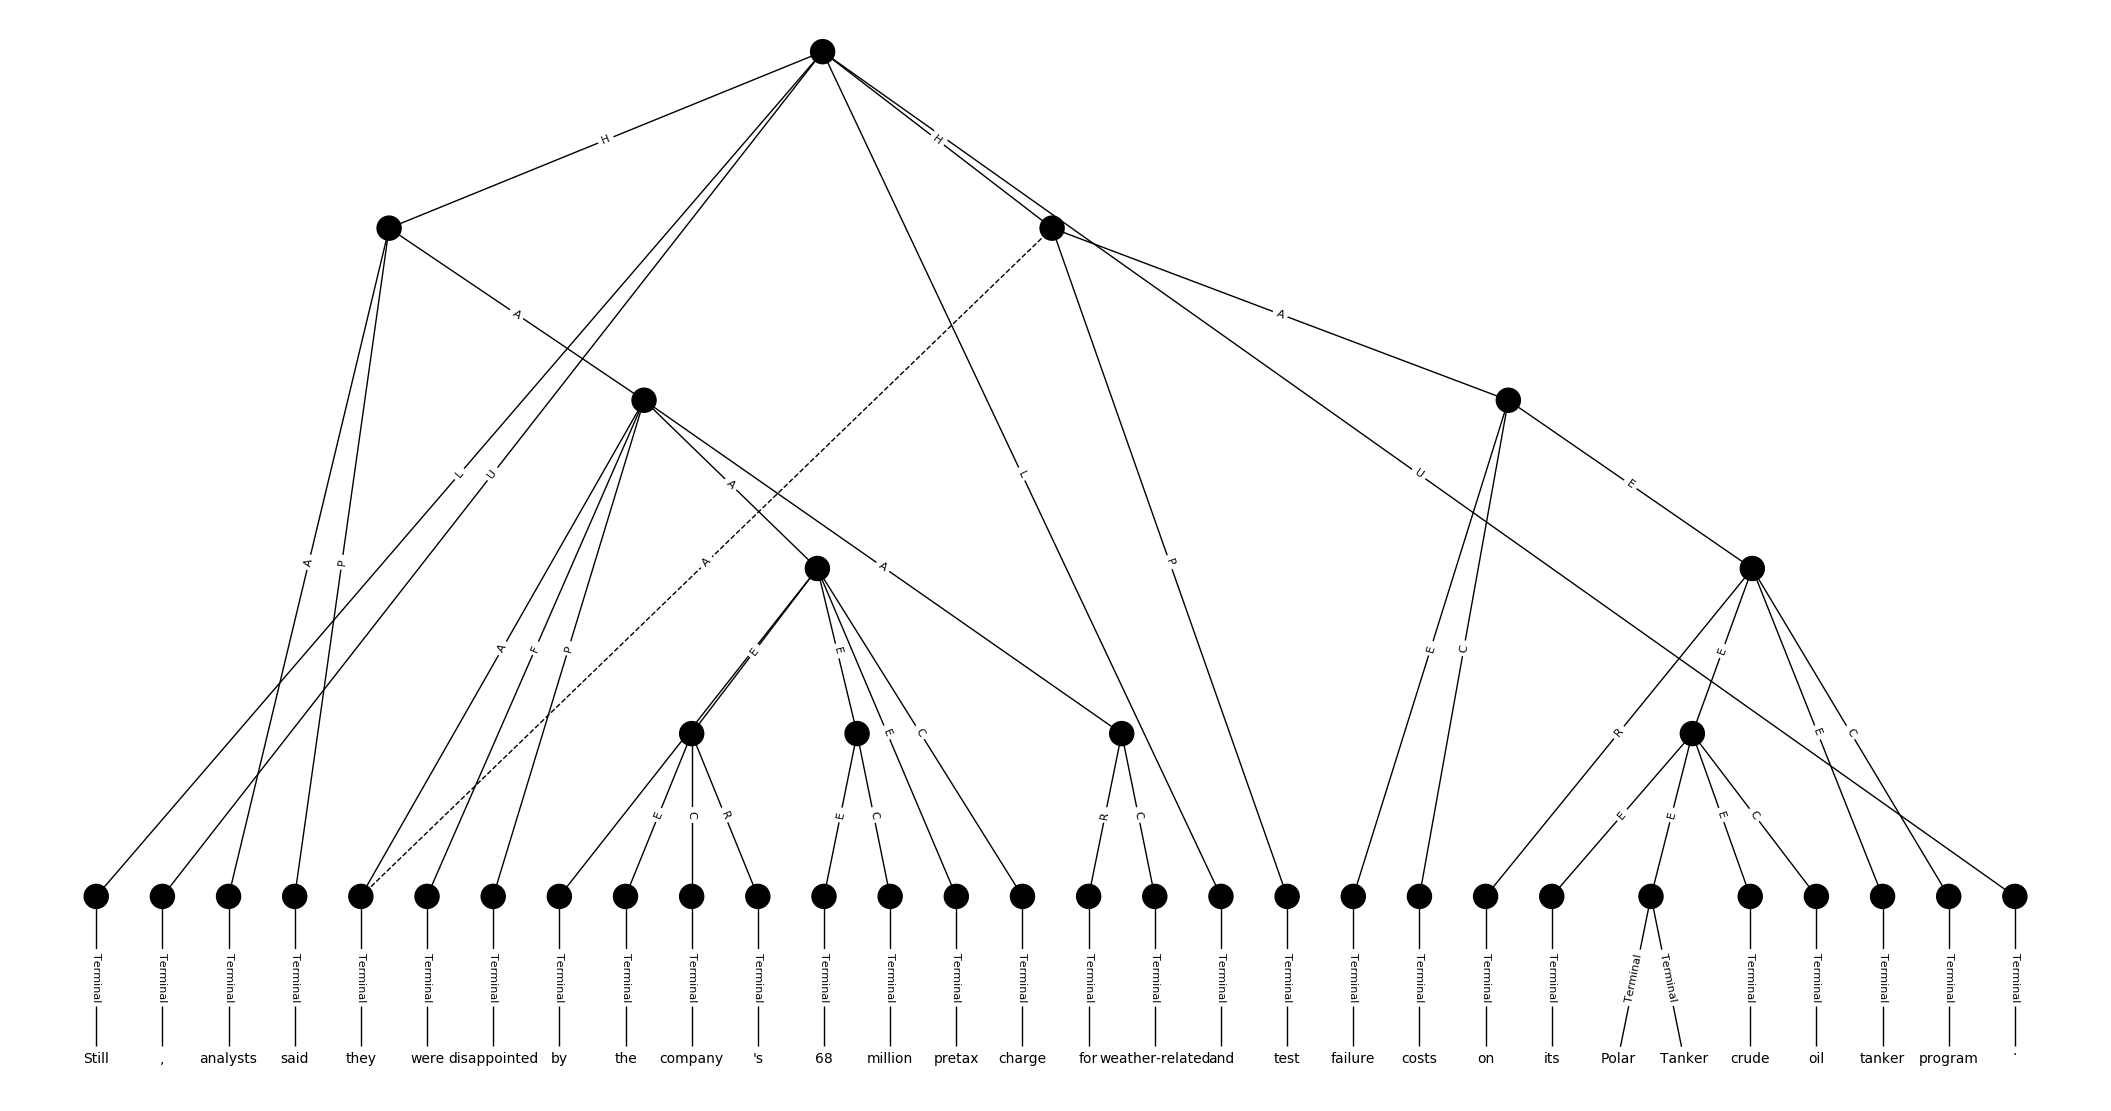 H H
A A
L U L U
A P A E
A F P A A P E C E
E E E C R E E C
E C R E C R C E E E C
Terminal Terminal Terminal Terminal Terminal Terminal Terminal Terminal Terminal Terminal Terminal Terminal Terminal Terminal Terminal Terminal Terminal Terminal Terminal Terminal Terminal Terminal Terminal Terminal Terminal Terminal Terminal Terminal Terminal Terminal
Still , analysts said they were disappointed by the company 's 68 million pretax charge for weather-related and test failure costs on its Polar Tanker crude oil tanker program .